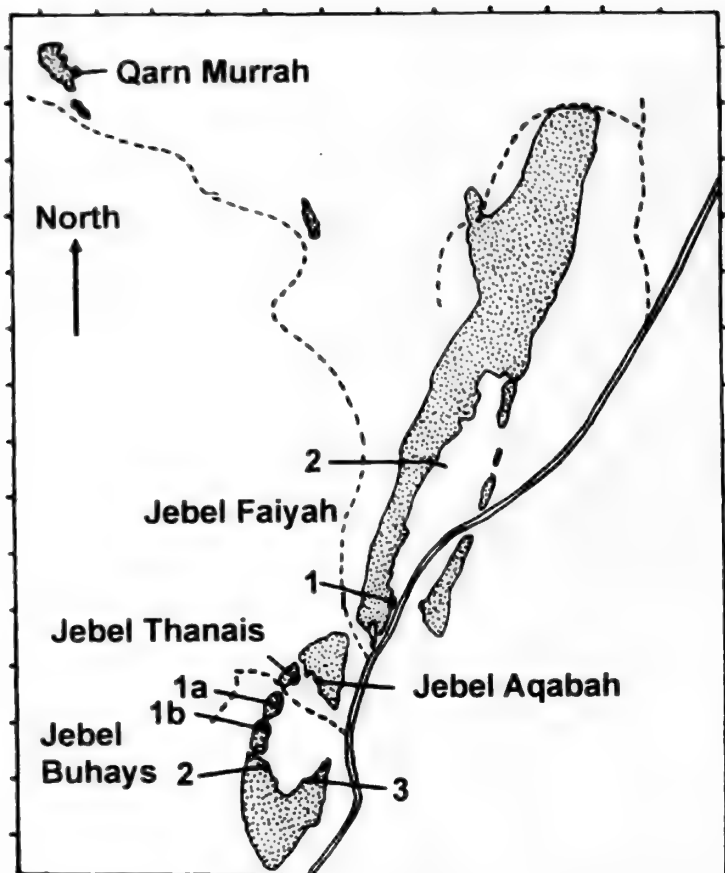 Qarn Murrah
North
2
Jebel Faiyah
1
Jebel Thanais
1a
Jebel Aqabah
1b
Jebel
Buhays
2
3